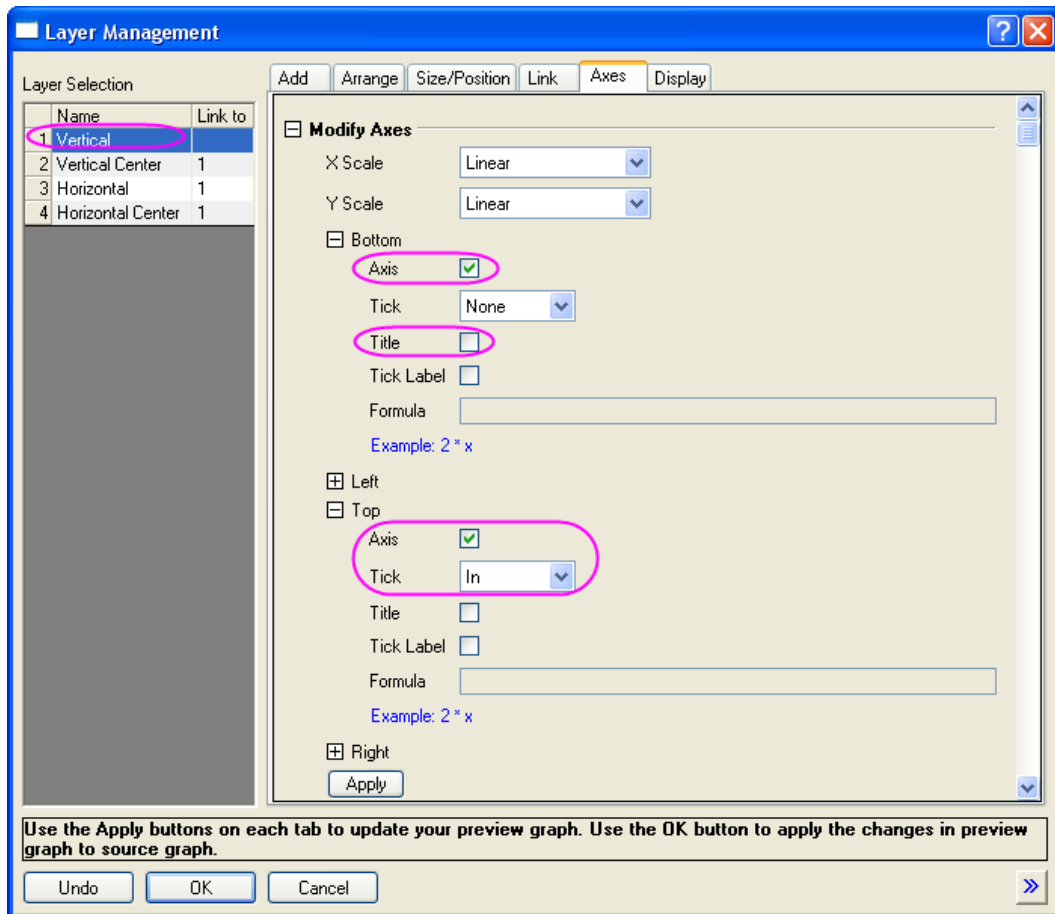 Layer Management
Layer Selection
Add Arrange Size/Position Link Axes Display
Name Link to
1 Vertical
2 Vertical Center 1
3 Horizontal 1
4 Horizontal Center 1
Modify Axes
X Scale Linear
Y Scale Linear
Bottom
Axis
Tick None
Title
Tick Label
Formula
Example: 2 * x
Left
Top
Axis
Tick In
Title
Tick Label
Formula
Example: 2 * x
Right
Apply
Use the Apply buttons on each tab to update your preview graph. Use the OK button to apply the changes in preview
graph to source graph.
Undo OK Cancel